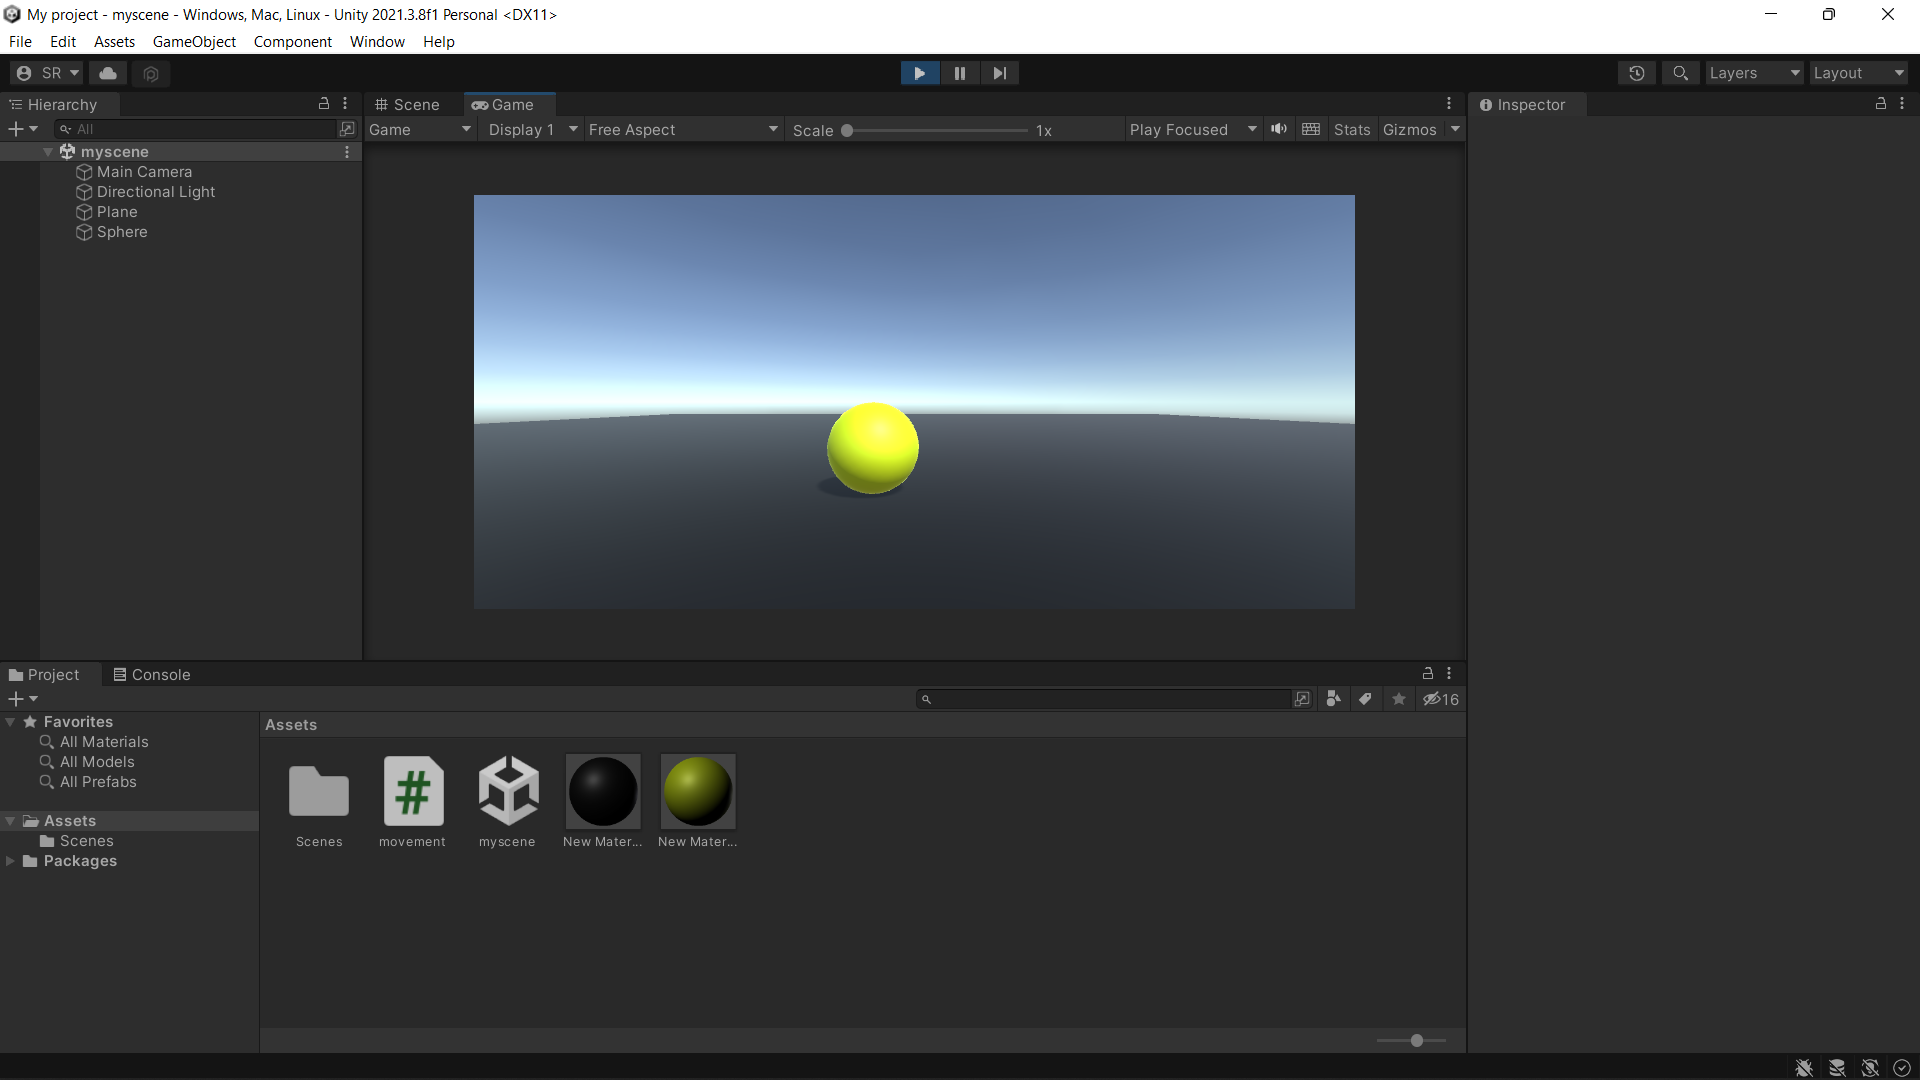 My project - myscene - Windows, Mac, Linux - Unity 2021.3.8f1 Personal <DX11>
File Edit Assets GameObject Component Window Help
SR Layers Layout
Hierarchy
All
myscene
Main Camera
Directional Light
Plane
Sphere
Scene Game
Game Display 1 Free Aspect Scale 1x Play Focused Stats Gizmos
Inspector
Project Console
16
Favorites
All Materials
All Models
All Prefabs
Assets
Scenes
Packages
Assets
Scenes movement myscene New Mater... New Mater...